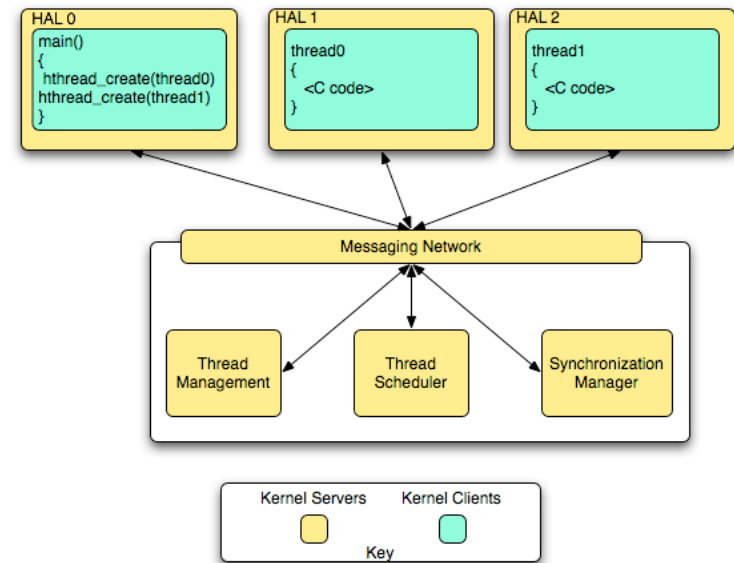 HAL 0
main()
{
hthread_create(thread0)
hthread_create(thread1)
}
HAL 1
thread0
{
<C code>
}
HAL 2
thread1
{
<C code>
}
Messaging Network
Thread
Management
Thread
Scheduler
Synchronization
Manager
Kernel Servers
Kernel Clients
Key